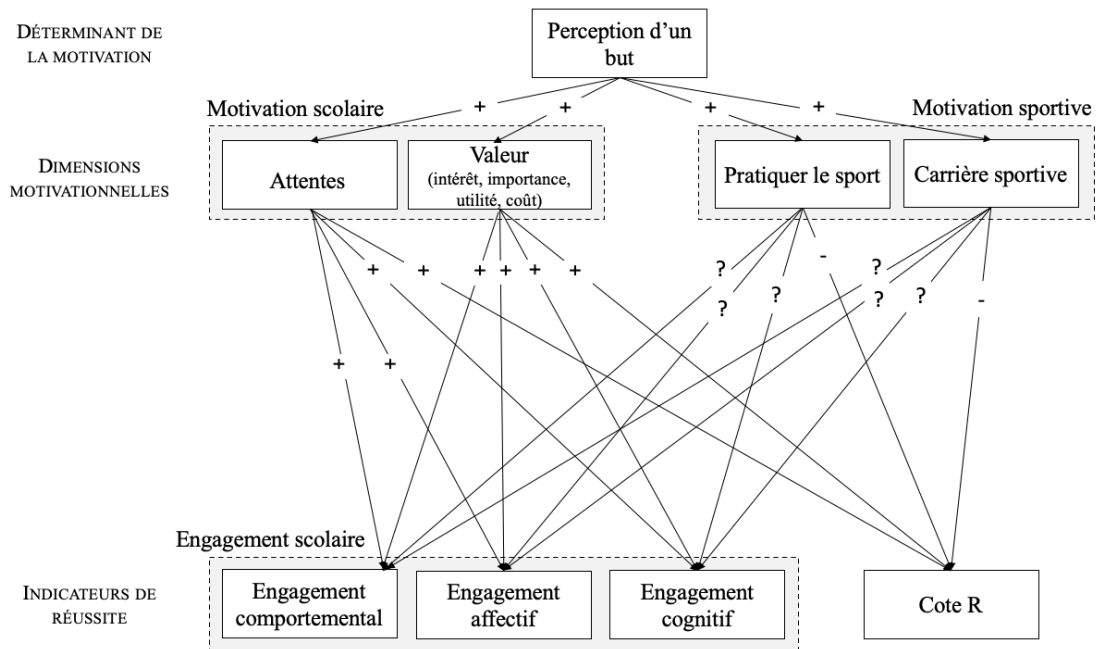 DÉTERMINANT DE
LA MOTIVATION
Perception d'un
but
+ + + +
Motivation scolaire
Motivation sportive
DIMENSIONS
MOTIVATIONNELLES
Attentes
Valeur
(intérêt, importance,
utilité, coût)
Pratiquer le sport
Carrière sportive
+ + + + + + ? - ?
? ? ? ? -
+ +
Engagement scolaire
INDICATEURS DE
RÉUSSITE
Engagement
comportemental
Engagement
affectif
Engagement
cognitif
Cote R